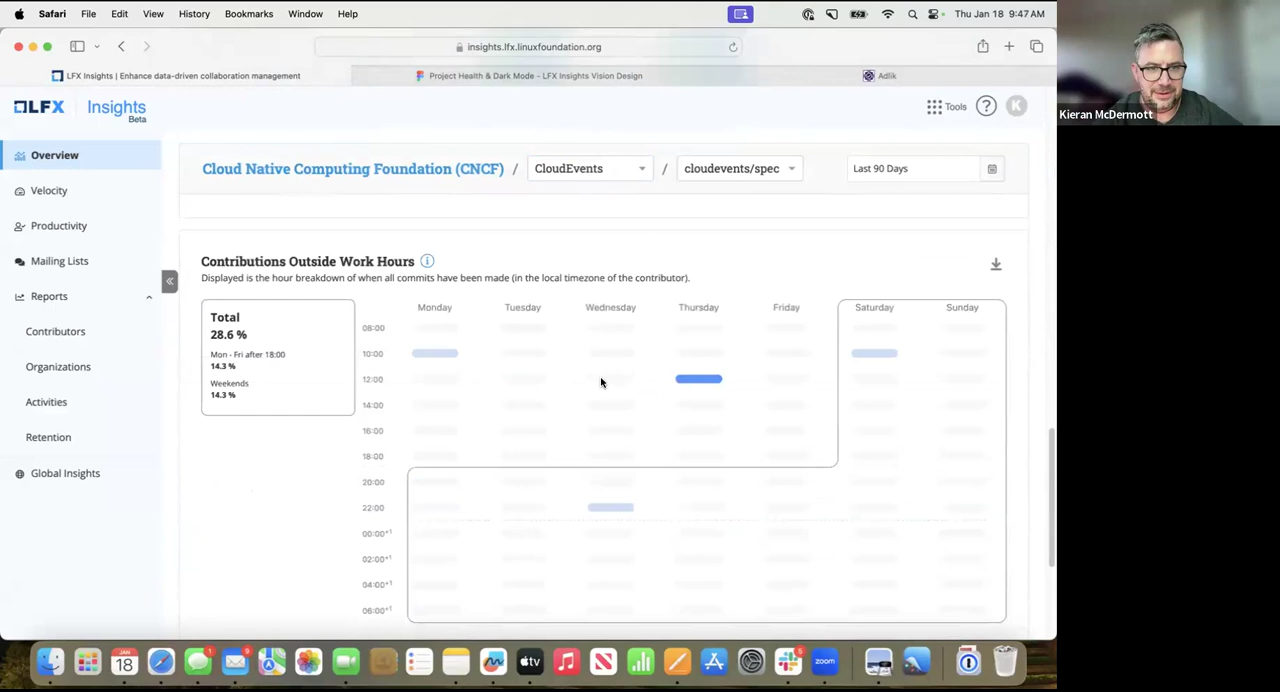 Safari File Edit View History Bookmarks Window Help Thu Jan 18 9:47 AM
insights.lfx.linuxfoundation.org
LFX Insights | Enhance data-driven collaboration management Project Health & Dark Mode - LFX Insights Vision Design Adlik
LFX Insights Tools ? K
Beta
Kieran McDermott
Overview
Velocity
Productivity
Mailing Lists
Reports
Contributors
Organizations
Activities
Retention
Global Insights
Cloud Native Computing Foundation (CNCF) / CloudEvents / cloudevents/spec Last 90 Days
Contributions Outside Work Hours
Displayed is the hour breakdown of when all commits have been made (in the local timezone of the contributor).
Total
28.6 %
Mon - Fri after 18:00
14.3 %
Weekends
14.3 %
Monday Tuesday Wednesday Thursday Friday Saturday Sunday
08:00
10:00
12:00
14:00
16:00
18:00
20:00
22:00
00:00+1
02:00+1
04:00+1
06:00+1
JAN
18
1
9
tv
5
zoom